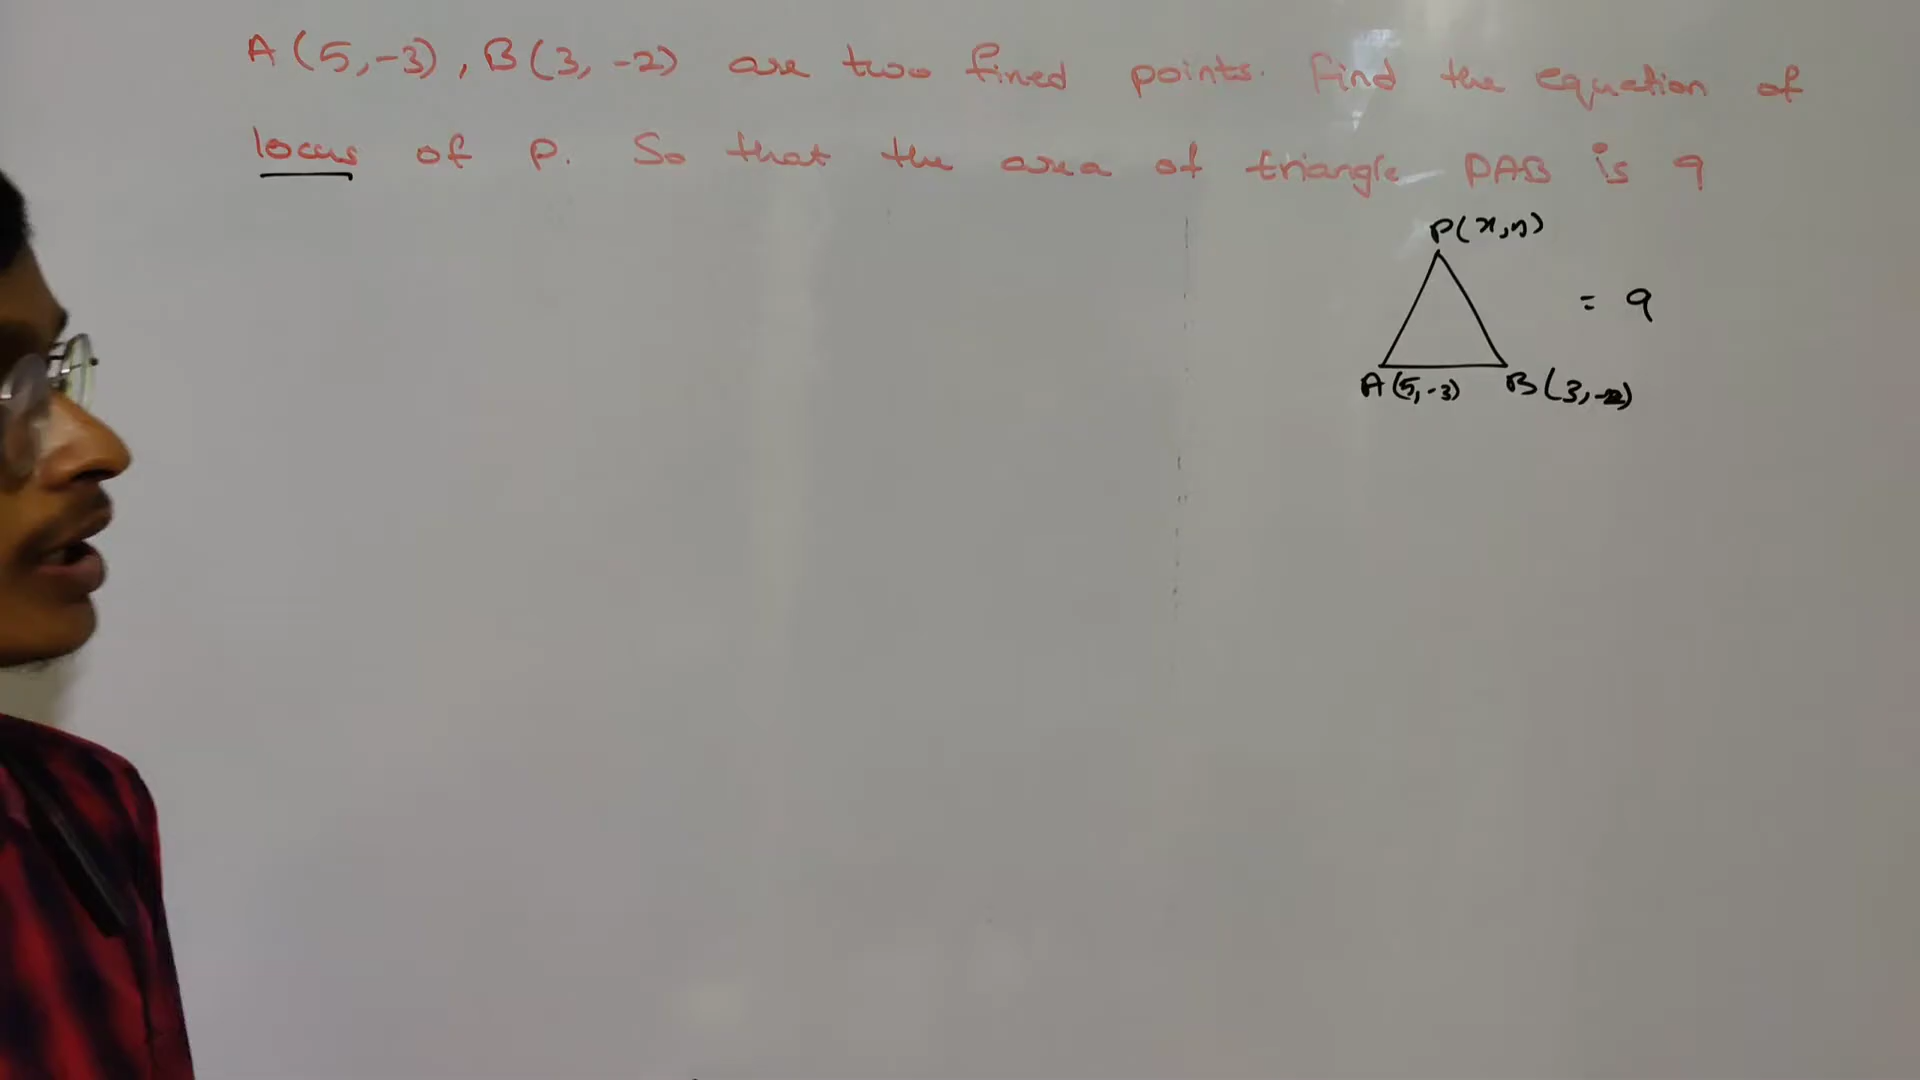 A(5,-3), B(3, -2) are two fined points. Find the equation of
locus of P. So that the area of triangle PAB is 9
P(x,y)
= 9
A(5,-3) B(3,-2)